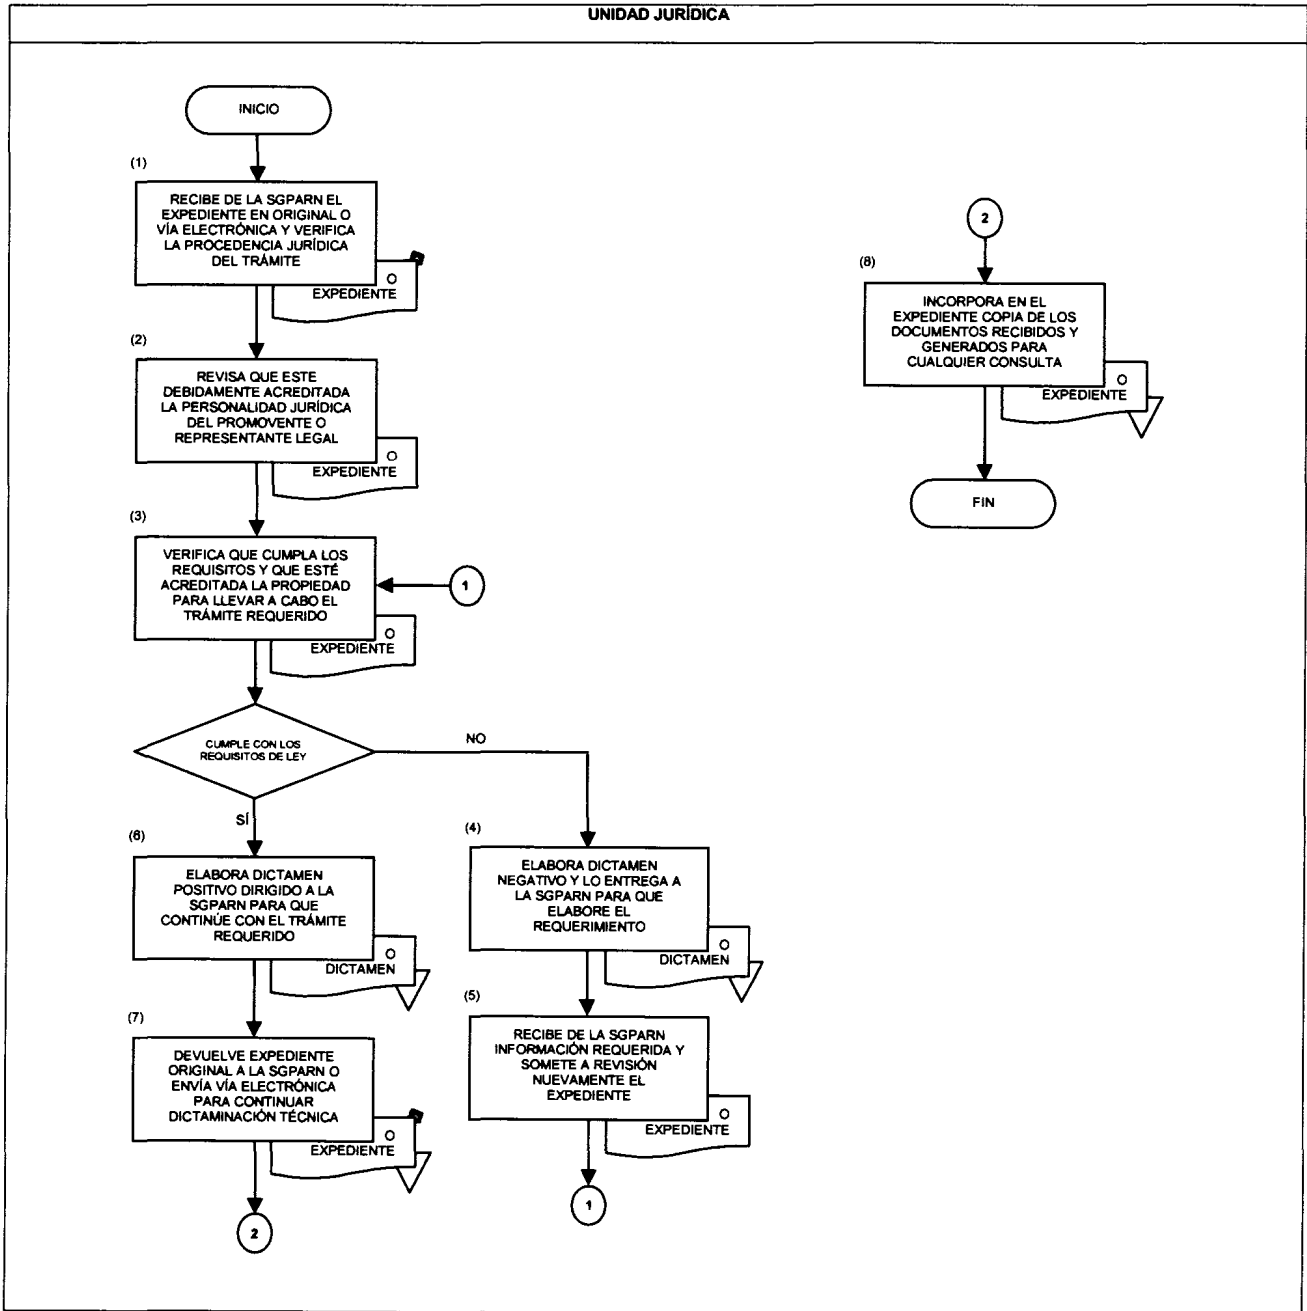 UNIDAD JURÍDICA
INICIO
(1)
RECIBE DE LA SGPARN EL
EXPEDIENTE EN ORIGINAL O
VÍA ELECTRÓNICA Y VERIFICA
LA PROCEDENCIA JURÍDICA
DEL TRÁMITE
O
EXPEDIENTE
(2)
REVISA QUE ESTE
DEBIDAMENTE ACREDITADA
LA PERSONALIDAD JURÍDICA
DEL PROMOVENTE O
REPRESENTANTE LEGAL
O
EXPEDIENTE
(3)
VERIFICA QUE CUMPLA LOS
REQUISITOS Y QUE ESTÉ
ACREDITADA LA PROPIEDAD
PARA LLEVAR A CABO EL
TRÁMITE REQUERIDO
1
O
EXPEDIENTE
CUMPLE CON LOS
REQUISITOS DE LEY
NO
SÍ
(4)
ELABORA DICTAMEN
NEGATIVO Y LO ENTREGA A
LA SGPARN PARA QUE
ELABORE EL
REQUERIMIENTO
O
DICTAMEN
(5)
RECIBE DE LA SGPARN
INFORMACIÓN REQUERIDA Y
SOMETE A REVISIÓN
NUEVAMENTE EL
EXPEDIENTE
O
EXPEDIENTE
1
(6)
ELABORA DICTAMEN
POSITIVO DIRIGIDO A LA
SGPARN PARA QUE
CONTINÚE CON EL TRÁMITE
REQUERIDO
O
DICTAMEN
(7)
DEVUELVE EXPEDIENTE
ORIGINAL A LA SGPARN O
ENVÍA VÍA ELECTRÓNICA
PARA CONTINUAR
DICTAMINACIÓN TÉCNICA
O
EXPEDIENTE
2
2
(8)
INCORPORA EN EL
EXPEDIENTE COPIA DE LOS
DOCUMENTOS RECIBIDOS Y
GENERADOS PARA
CUALQUIER CONSULTA
O
EXPEDIENTE
FIN